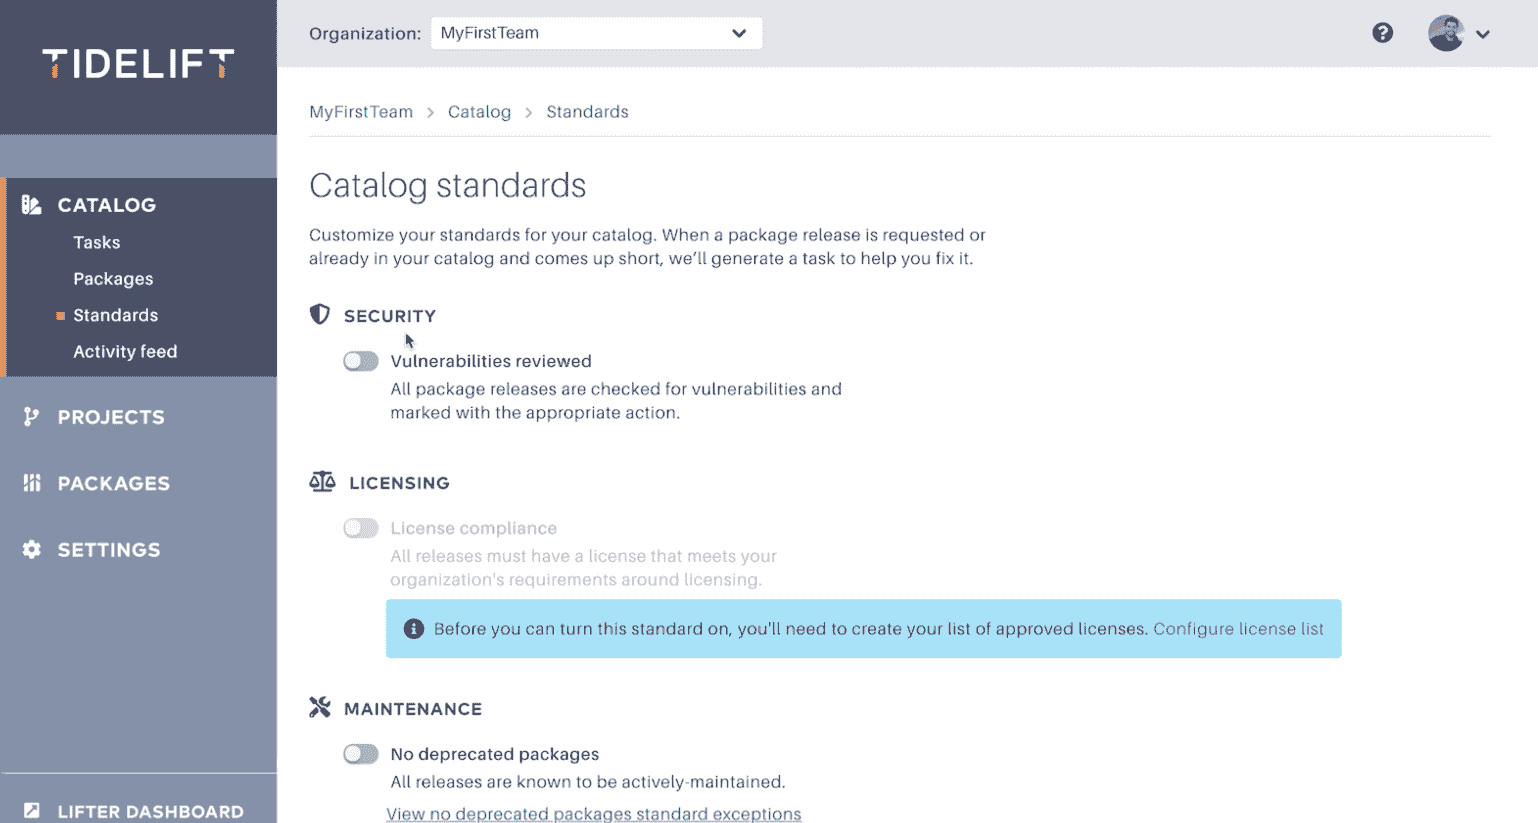 TIDELIFT
Organization: MyFirstTeam
MyFirstTeam > Catalog > Standards
CATALOG
Tasks
Packages
Standards
Activity feed
PROJECTS
PACKAGES
SETTINGS
LIFTER DASHBOARD
Catalog standards
Customize your standards for your catalog. When a package release is requested or
already in your catalog and comes up short, we’ll generate a task to help you fix it.
SECURITY
Vulnerabilities reviewed
All package releases are checked for vulnerabilities and
marked with the appropriate action.
LICENSING
License compliance
All releases must have a license that meets your
organization's requirements around licensing.
Before you can turn this standard on, you'll need to create your list of approved licenses. Configure license list
MAINTENANCE
No deprecated packages
All releases are known to be actively-maintained.
View no deprecated packages standard exceptions